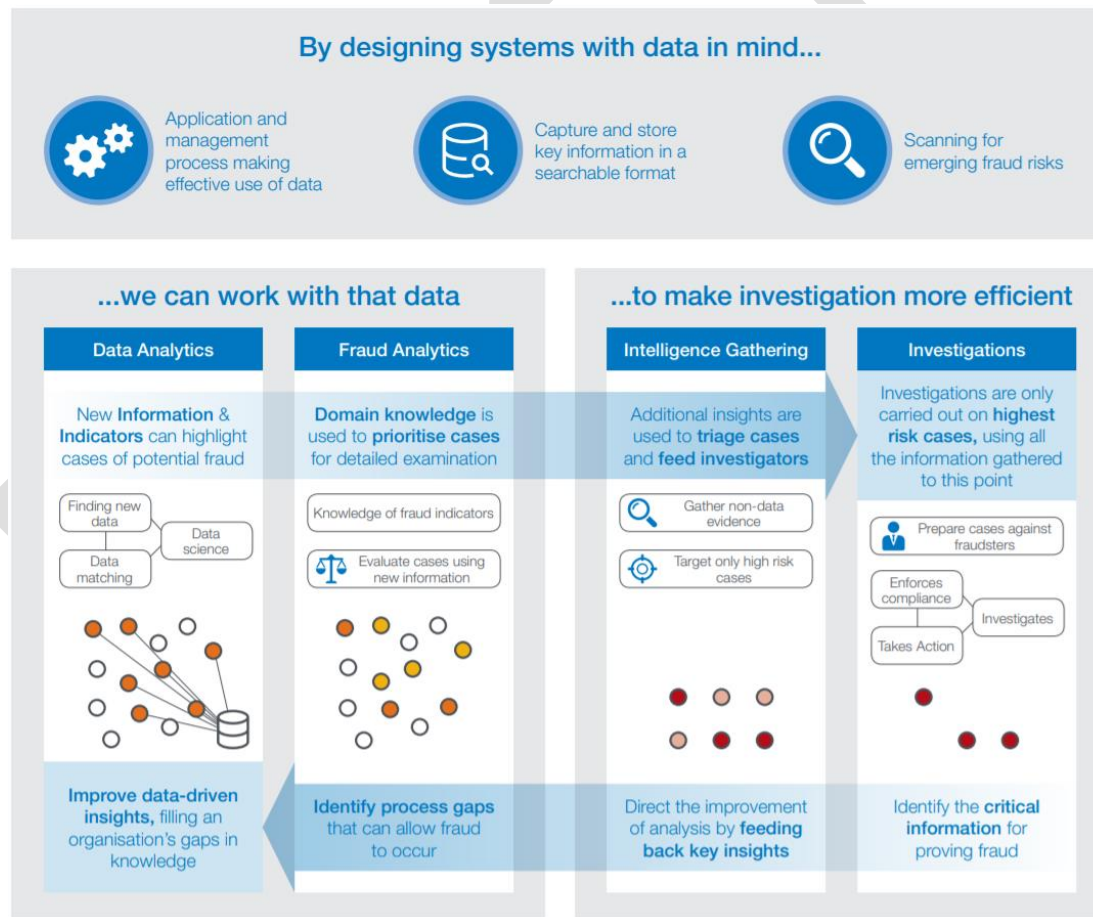 By designing systems with data in mind...
Application and
management
process making
effective use of data
Capture and store
key information in a
searchable format
Scanning for
emerging fraud risks
...we can work with that data
Data Analytics
New Information &
Indicators can highlight
cases of potential fraud
Finding new
data
Data
science
Data
matching
Improve data-driven
insights, filling an
organisation's gaps in
knowledge
Fraud Analytics
Domain knowledge is
used to prioritise cases
for detailed examination
Knowledge of fraud indicators
Evaluate cases using
new information
Identify process gaps
that can allow fraud
to occur
...to make investigation more efficient
Intelligence Gathering
Additional insights are
used to triage cases
and feed investigators
Gather non-data
evidence
Target only high risk
cases
Direct the improvement
of analysis by feeding
back key insights
Investigations
Investigations are only
carried out on highest
risk cases, using all
the information gathered
to this point
Prepare cases against
fraudsters
Enforces
compliance
Investigates
Takes Action
Identify the critical
information for
proving fraud